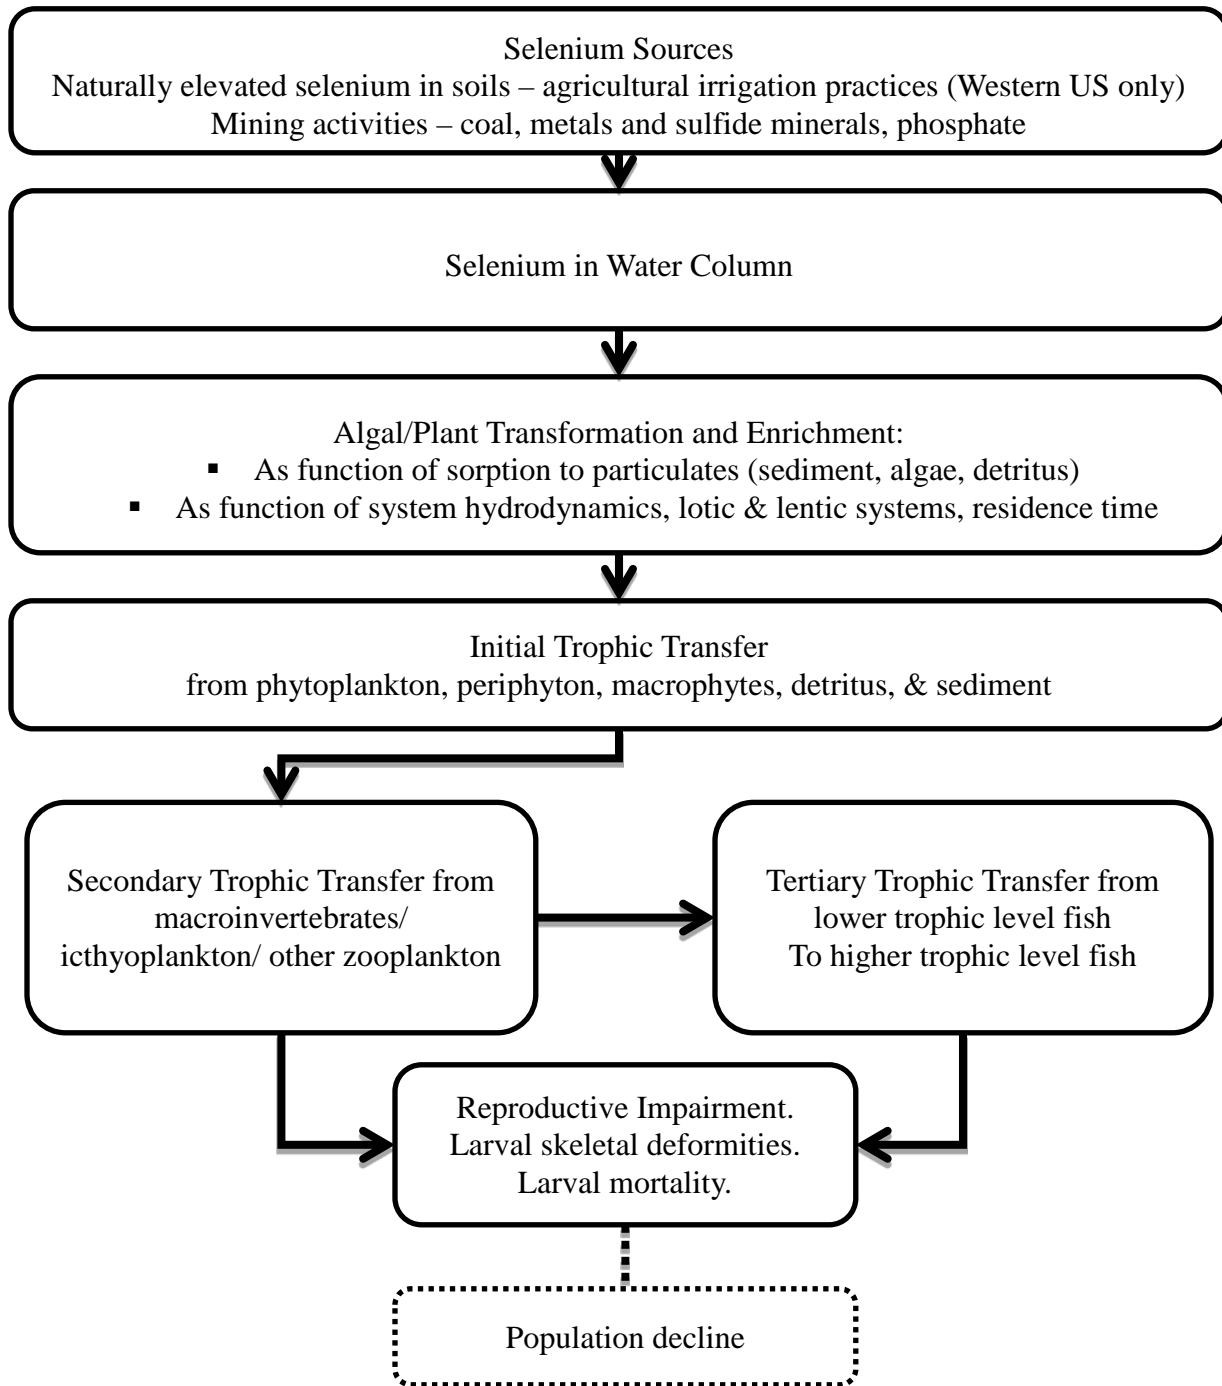 Selenium Sources
Naturally elevated selenium in soils – agricultural irrigation practices (Western US only)
Mining activities – coal, metals and sulfide minerals, phosphate
Selenium in Water Column
Algal/Plant Transformation and Enrichment:
▪ As function of sorption to particulates (sediment, algae, detritus)
▪ As function of system hydrodynamics, lotic & lentic systems, residence time
Initial Trophic Transfer
from phytoplankton, periphyton, macrophytes, detritus, & sediment
Secondary Trophic Transfer from
macroinvertebrates/
icthyoplankton/ other zooplankton
Tertiary Trophic Transfer from
lower trophic level fish
To higher trophic level fish
Reproductive Impairment.
Larval skeletal deformities.
Larval mortality.
Population decline